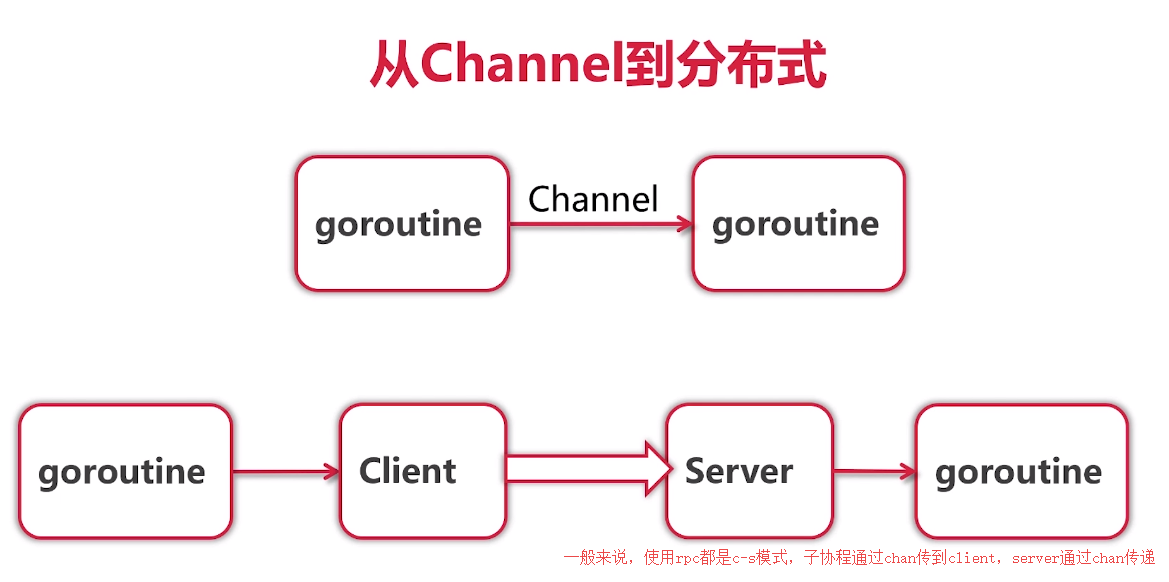 从Channel到分布式
Channel
goroutine
goroutine
goroutine
Client
Server
goroutine
一般来说，使用rpc都是c-s模式，子协程通过chan传到client，server通过chan传递